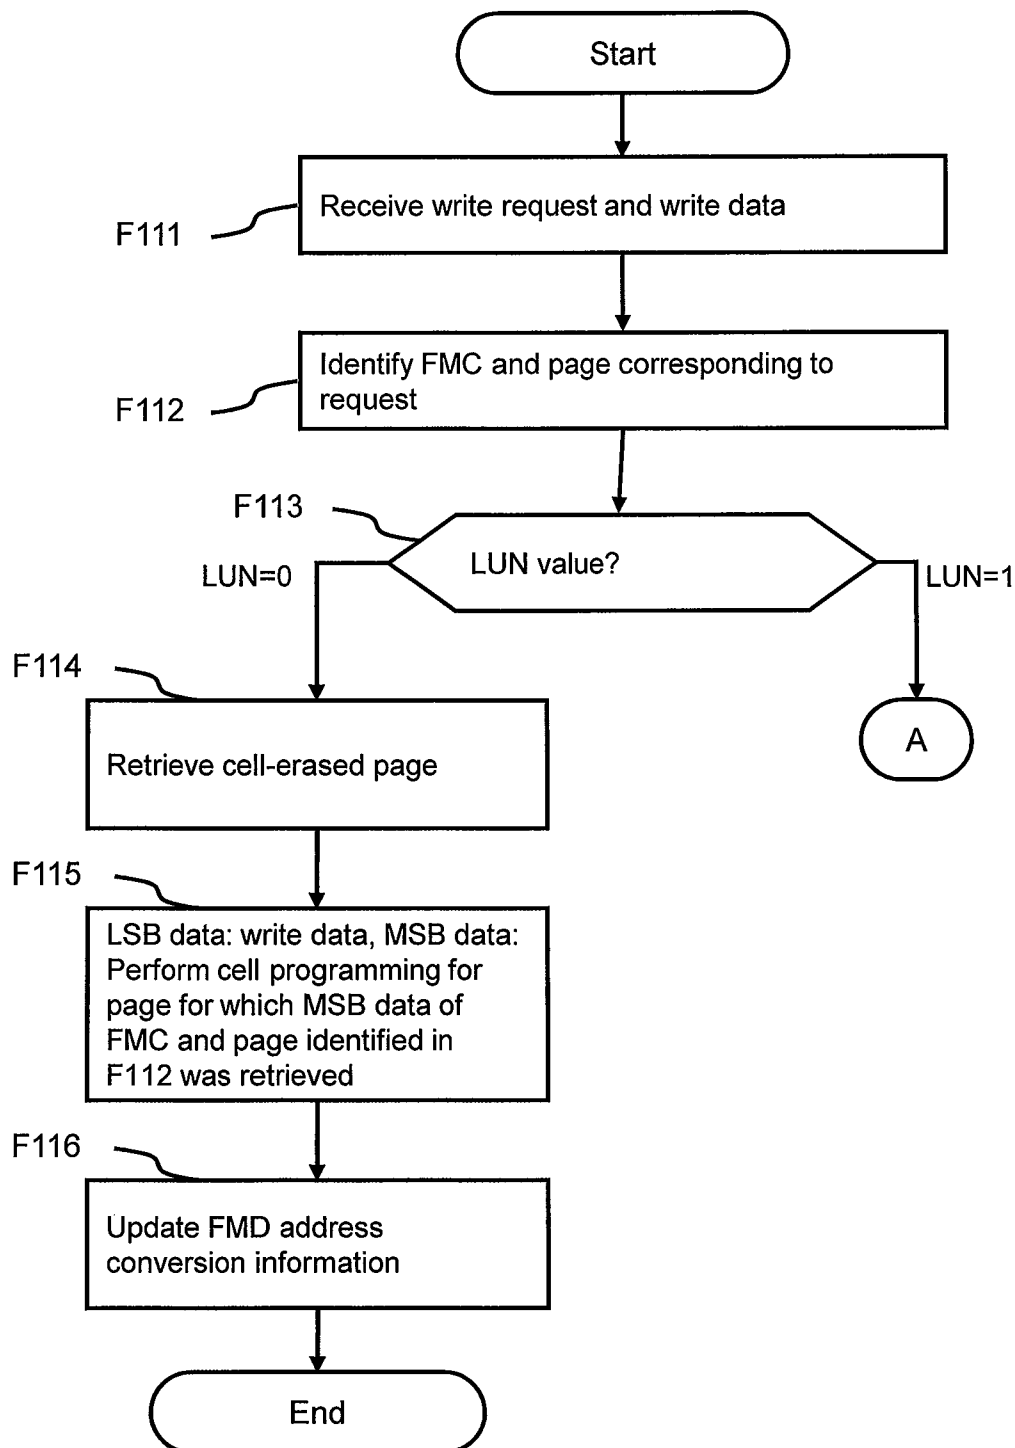 Start
Receive write request and write data
F111
Identify FMC and page corresponding to
request
F112
F113
LUN value?
LUN=0
LUN=1
F114
A
Retrieve cell-erased page
F115
LSB data: write data, MSB data:
Perform cell programming for
page for which MSB data of
FMC and page identified in
F112 was retrieved
F116
Update FMD address
conversion information
End